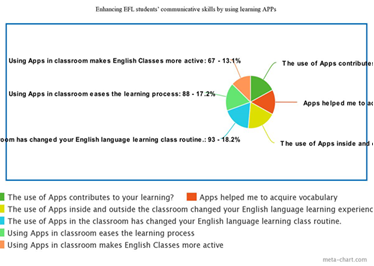 Enhancing EFL students' communicative skills by using learning APPs
Using Apps in classroom makes English Classes more active: 67 - 13.1%
The use of Apps contributes
Using Apps in classroom eases the learning process: 88 - 17.2%
Apps helped me to ac
oom has changed your English language learning class routine.: 93 - 18.2%
The use of Apps inside and o
The use of Apps contributes to your learning? Apps helped me to acquire vocabulary
The use of Apps inside and outside the classroom changed your English language learning experienc
The use of Apps in the classroom has changed your English language learning class routine.
Using Apps in classroom eases the learning process
Using Apps in classroom makes English Classes more active
meta-chart.com